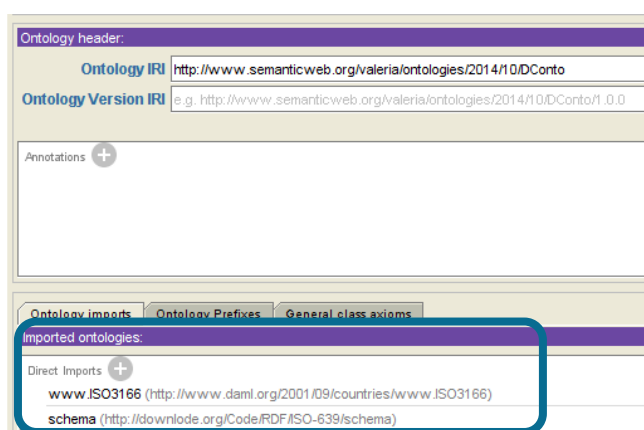 Ontology header:
Ontology IRI http://www.semanticweb.org/valeria/ontologies/2014/10/DConto
Ontology Version IRI e.g. http://www.semanticweb.org/valeria/ontologies/2014/10/DConto/1.0.0
Annotations
Ontology imports Ontology Prefixes General class axioms
Imported ontologies:
Direct Imports
www.ISO3166 (http://www.daml.org/2001/09/countries/www.ISO3166)
schema (http://downlode.org/Code/RDF/ISO-639/schema)